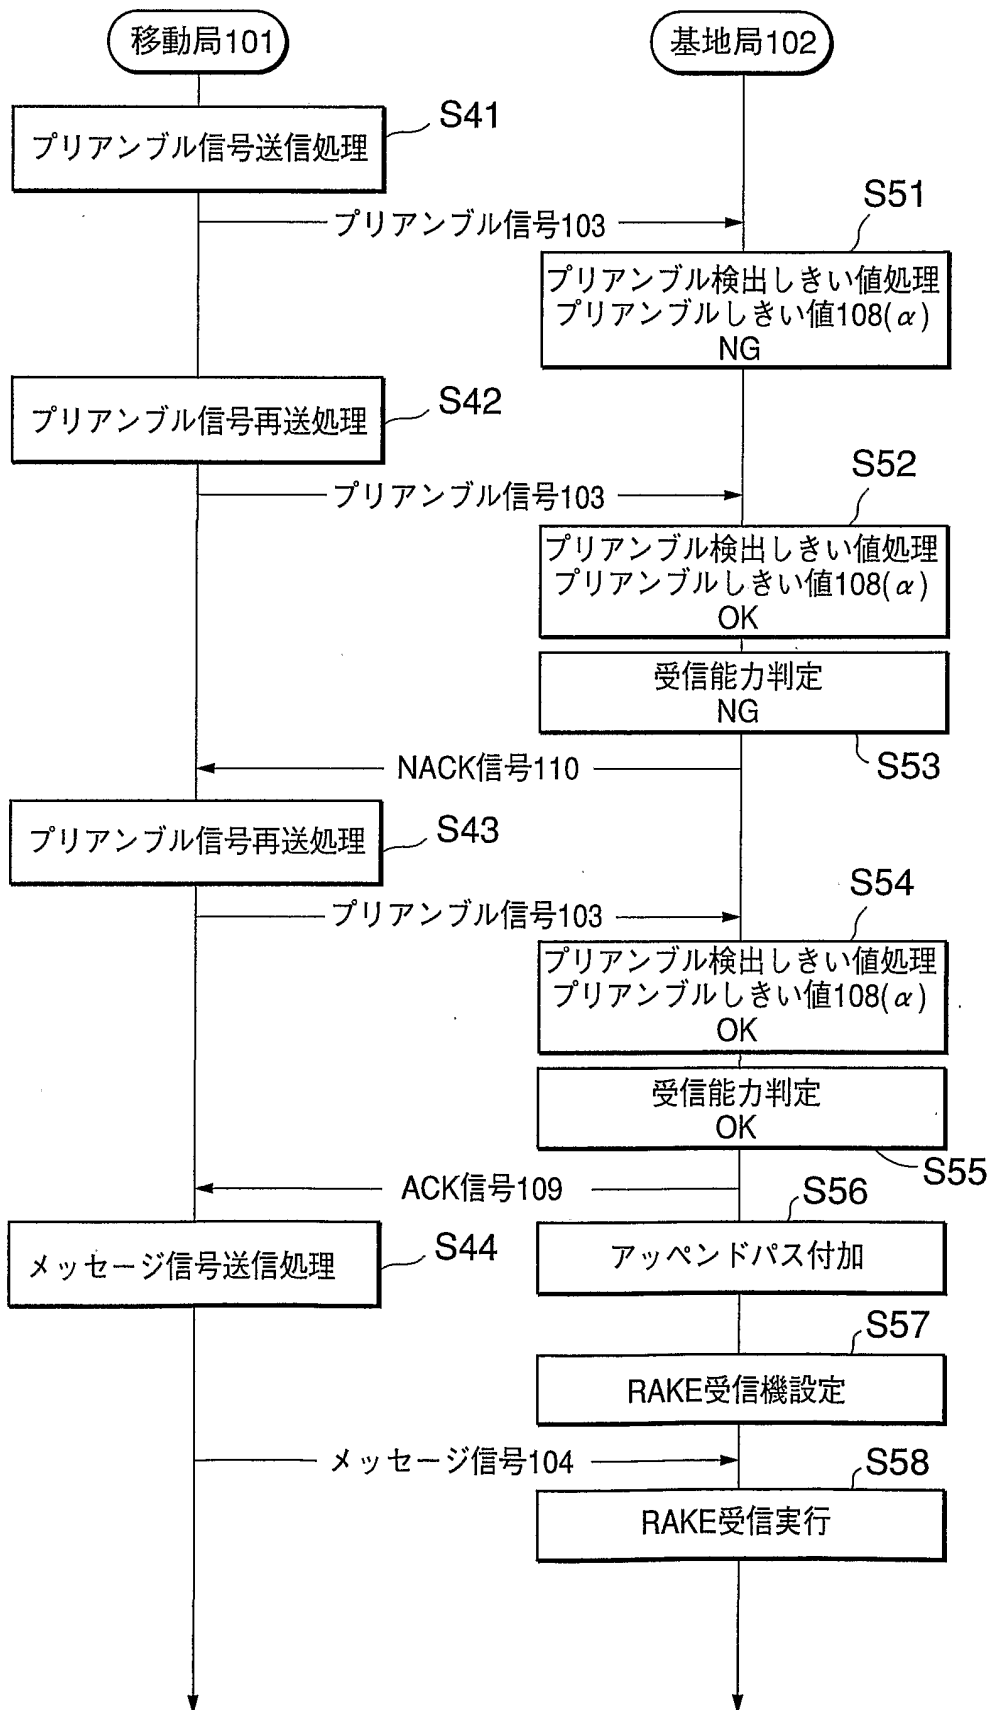 移動局101
基地局102
プリアンブル信号送信処理
S41
プリアンブル信号103
S51
プリアンブル検出しきい値処理
プリアンブルしきい値108(α)
NG
プリアンブル信号再送処理
S42
プリアンブル信号103
S52
プリアンブル検出しきい値処理
プリアンブルしきい値108(α)
OK
受信能力判定
NG
S53
NACK信号110
プリアンブル信号再送処理
S43
プリアンブル信号103
S54
プリアンブル検出しきい値処理
プリアンブルしきい値108(α)
OK
受信能力判定
OK
S55
ACK信号109
S56
メッセージ信号送信処理
S44
アッペンドパス付加
S57
RAKE受信機設定
メッセージ信号104
S58
RAKE受信実行